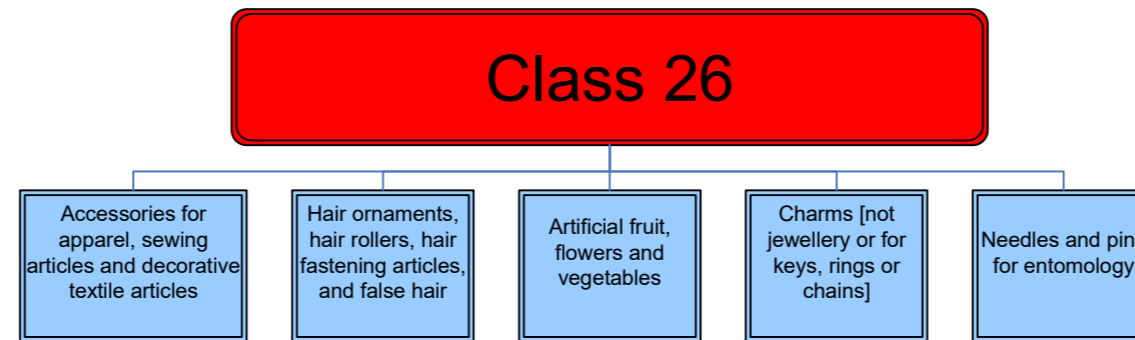 Class 26
Accessories for
apparel, sewing
articles and decorative
textile articles
Hair ornaments,
hair rollers, hair
fastening articles,
and false hair
Artificial fruit,
flowers and
vegetables
Charms [not
jewellery or for
keys, rings or
chains]
Needles and pin
for entomology